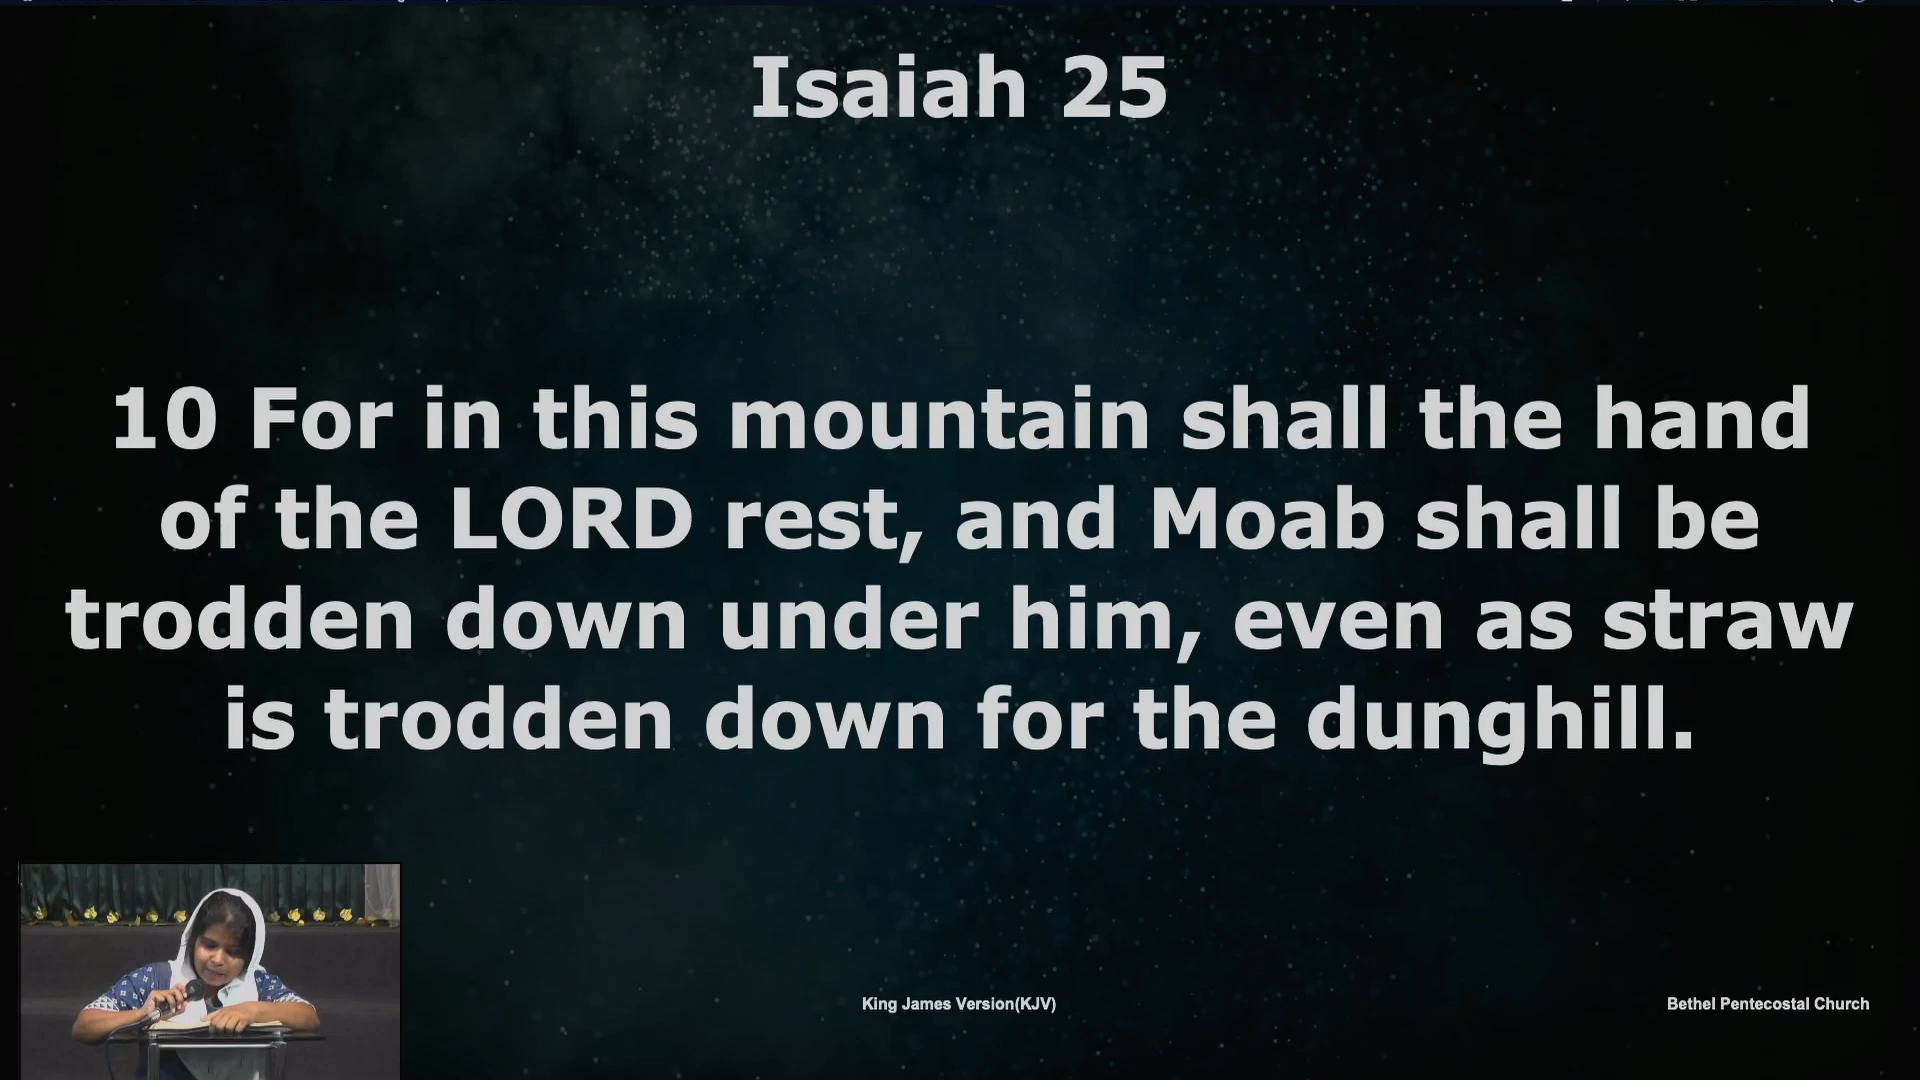 Isaiah 25
10 For in this mountain shall the hand
of the LORD rest, and Moab shall be
trodden down under him, even as straw
is trodden down for the dunghill.
King James Version(KJV)
Bethel Pentecostal Church